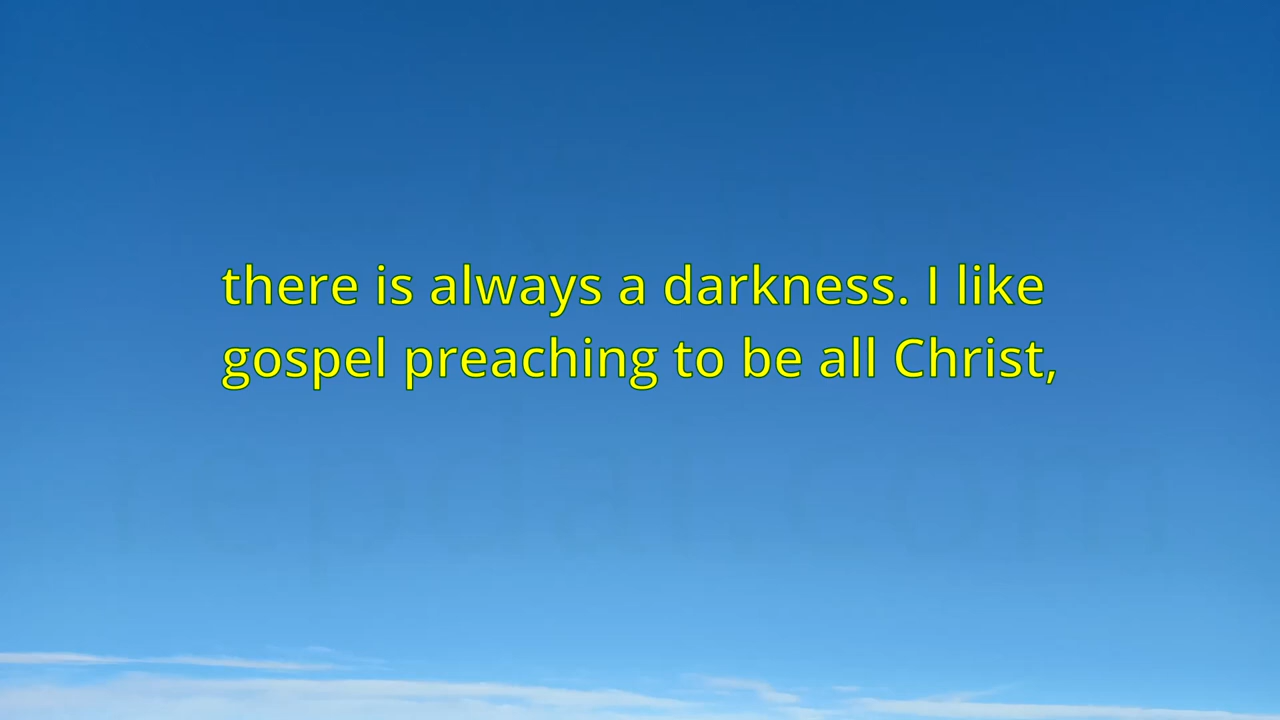 there is always a darkness. I like
gospel preaching to be all Christ,